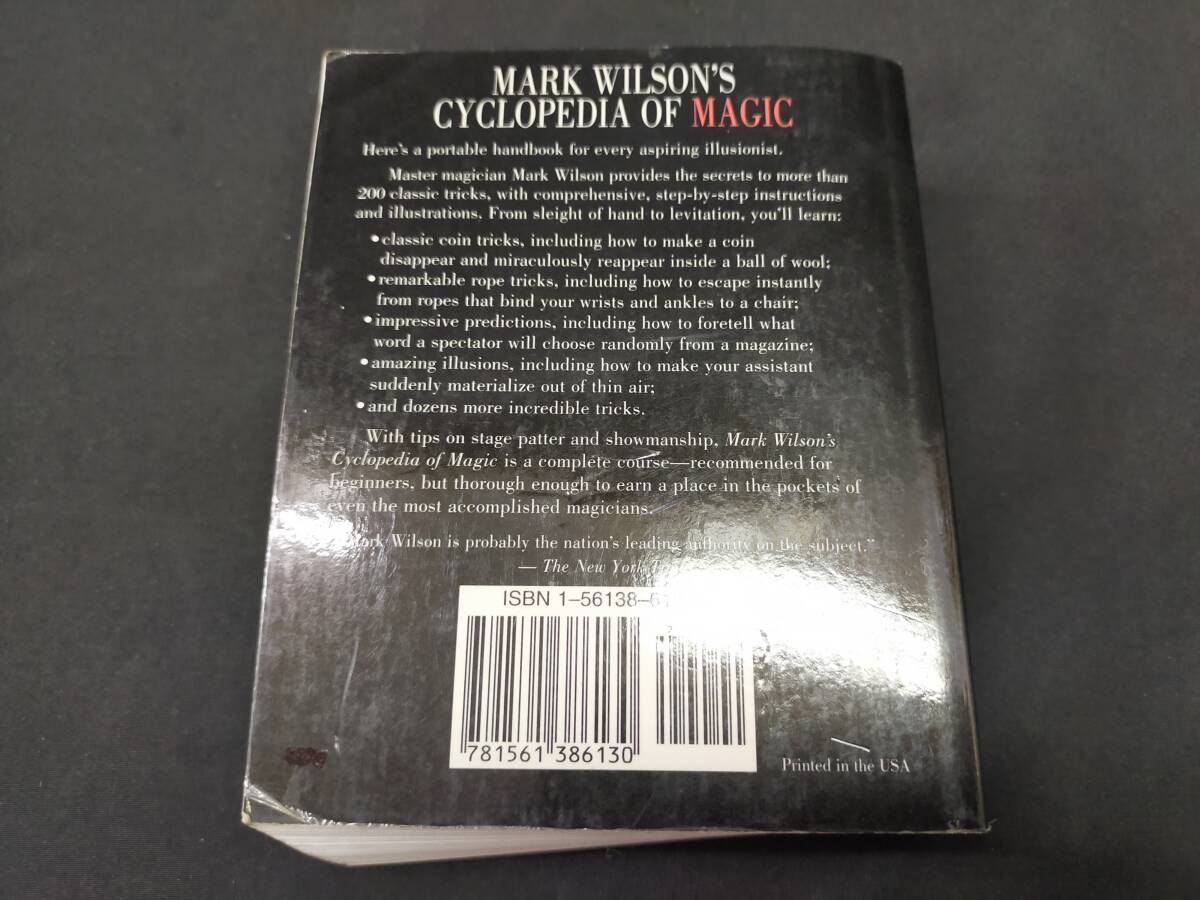 MARK WILSON'S
CYCLOPEDIA OF MAGIC
Here's a portable handbook for every aspiring illusionist.
Master magician Mark Wilson provides the secrets to more than
200 classic tricks, with comprehensive, step-by-step instructions
and illustrations. From sleight of hand to levitation, you'll learn:
•classic coin tricks, including how to make a coin
disappear and miraculously reappear inside a ball of wool;
•remarkable rope tricks, including how to escape instantly
from ropes that bind your wrists and ankles to a chair;
•impressive predictions, including how to foretell what
word a spectator will choose randomly from a magazine;
•amazing illusions, including how to make your assistant
suddenly materialize out of thin air;
•and dozens more incredible tricks.
With tips on stage patter and showmanship, Mark Wilson's
Cyclopedia of Magic is a complete course—recommended for
beginners, but thorough enough to earn a place in the pockets of
even the most accomplished magicians.
Mark Wilson is probably the nation's leading authority on the subject."
— The New York
ISBN 1–56138–
781561 386130
Printed in the USA